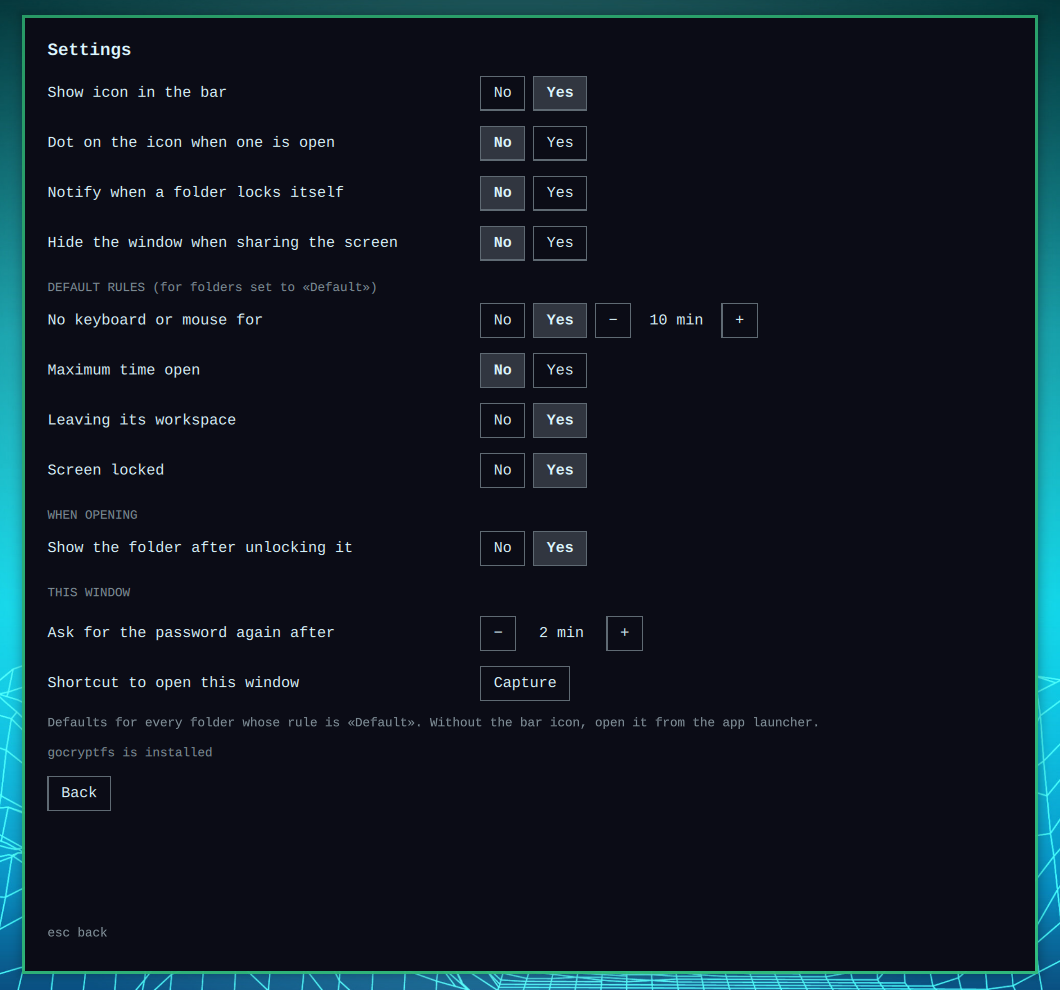 Settings
Show icon in the bar No Yes
Dot on the icon when one is open No Yes
Notify when a folder locks itself No Yes
Hide the window when sharing the screen No Yes
DEFAULT RULES (for folders set to «Default»)
No keyboard or mouse for No Yes − 10 min +
Maximum time open No Yes
Leaving its workspace No Yes
Screen locked No Yes
WHEN OPENING
Show the folder after unlocking it No Yes
THIS WINDOW
Ask for the password again after − 2 min +
Shortcut to open this window Capture
Defaults for every folder whose rule is «Default». Without the bar icon, open it from the app launcher.
gocryptfs is installed
Back
esc back